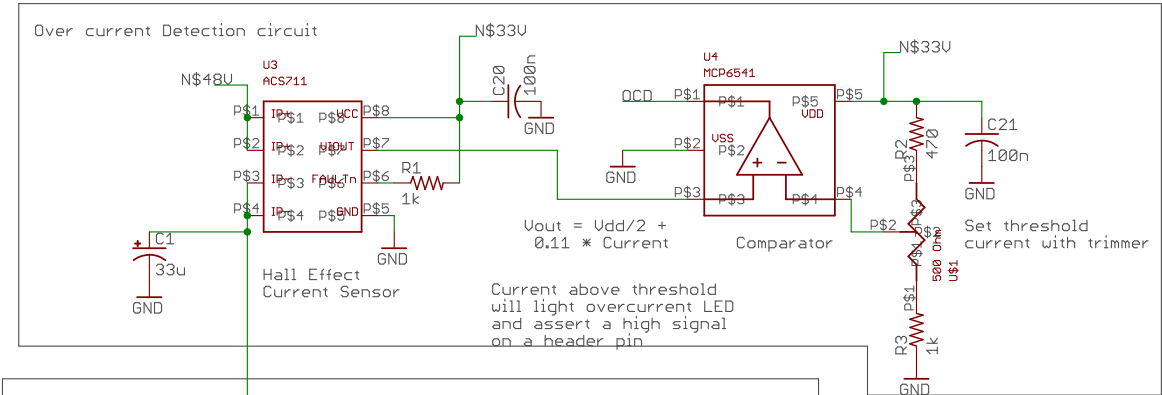 Over current Detection circuit
N$33V
U4
MCP6541
N$33V
U3
ACS711
N$48V
C20
100n
GND
OCD
P$1
P$1
P$5
VDD
P$5
P$1
IP+
P$1
P$8
VCC
P$8
P$2
IP+
P$2
P$7
VIOUT
P$7
P$3
IP-
P$3
P$6
FAULTn
P$6
P$4
IP-
P$4
P$5
GND
P$5
R1
1k
VSS
P$2
P$2
GND
+
-
P$3
P$3
P$4
P$4
R2
470
C21
100n
GND
P$3
P$3
P$2
P$2
P$1
500 Ohm
U$1
P$1
R3
1k
GND
C1
+
33u
GND
GND
Hall Effect
Current Sensor
Vout = Vdd/2 +
0.11 * Current
Comparator
Set threshold
current with trimmer
Current above threshold
will light overcurrent LED
and assert a high signal
on a header pin